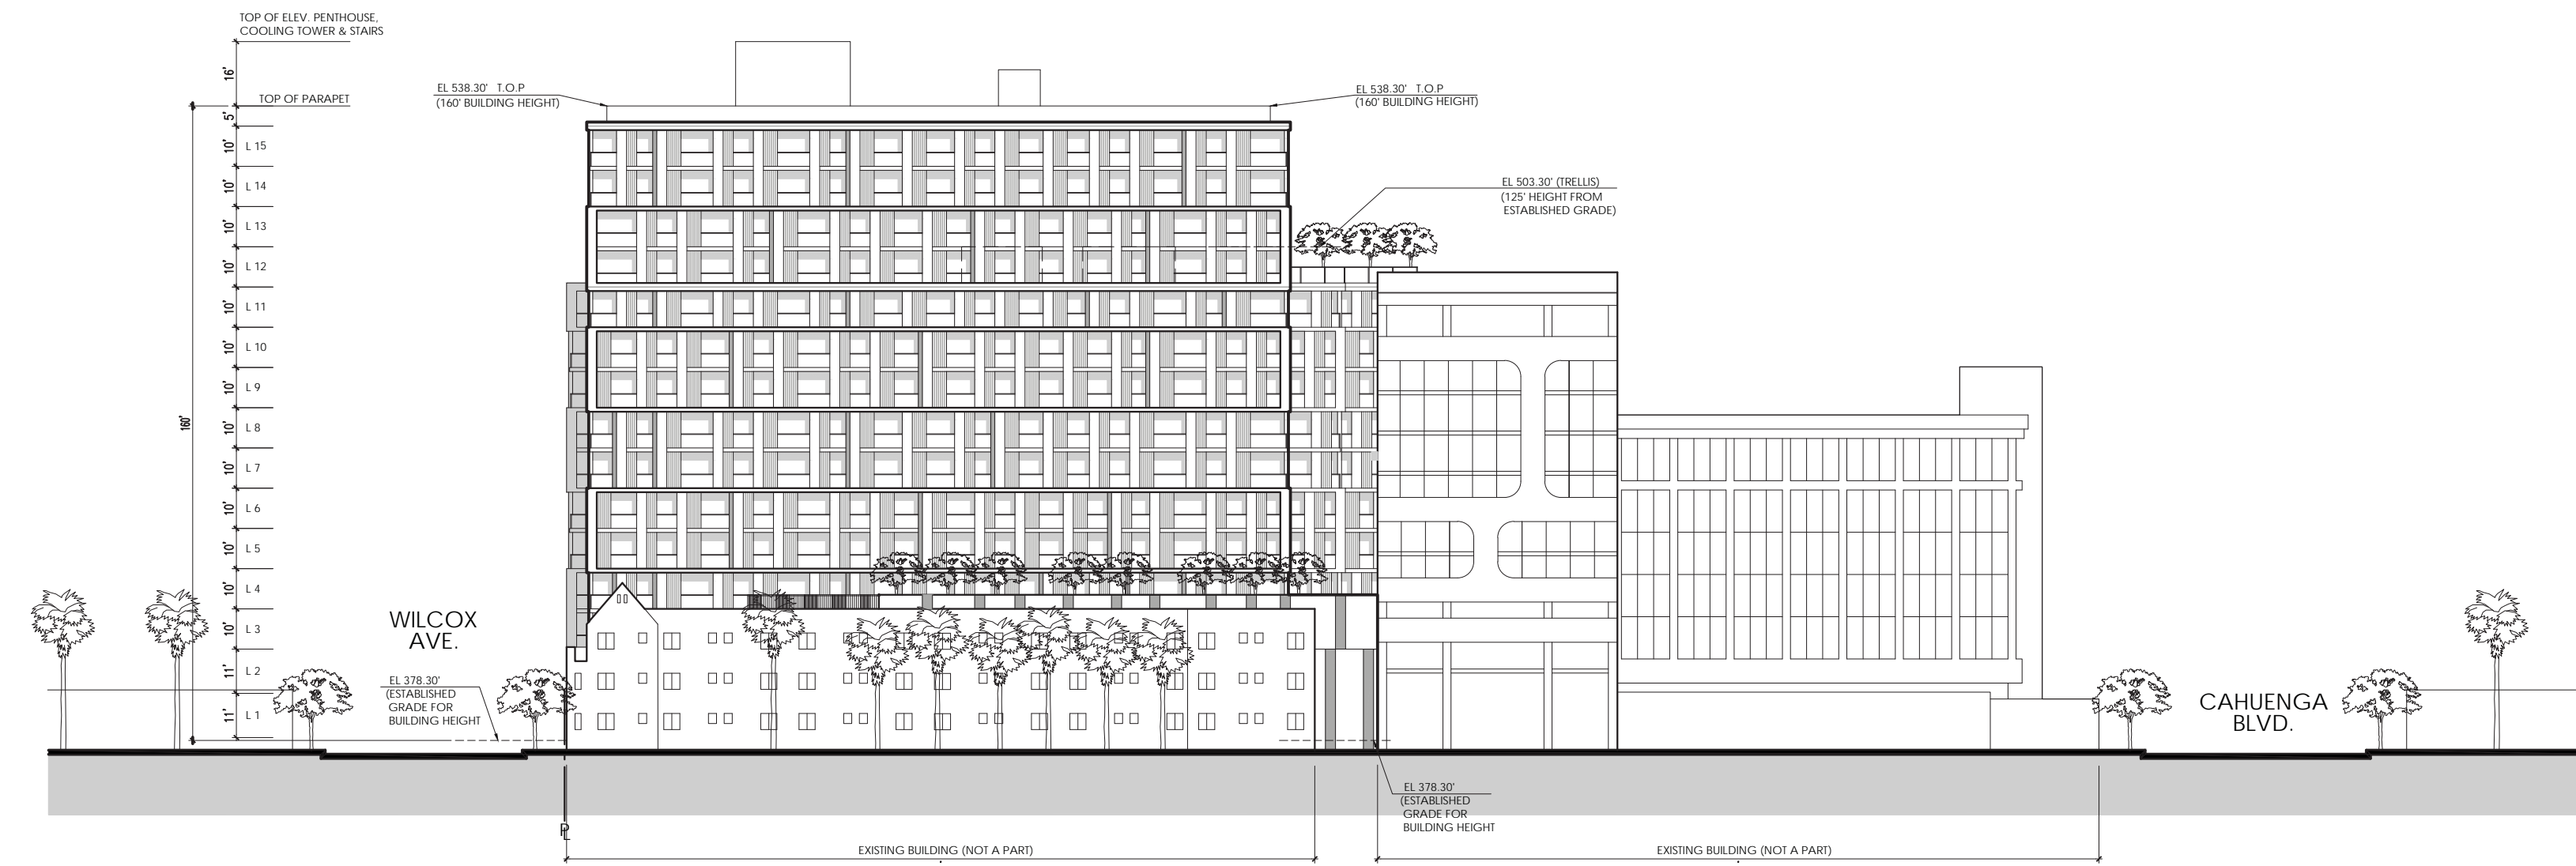 TOP OF ELEV. PENTHOUSE,
COOLING TOWER & STAIRS
16'
TOP OF PARAPET
5'
10' L 15
10' L 14
10' L 13
10' L 12
10' L 11
10' L 10
10' L 9
10' L 8
10' L 7
10' L 6
10' L 5
10' L 4
10' L 3
11' L 2
11' L 1
160'
EL 538.30' T.O.P
(160' BUILDING HEIGHT)
EL 538.30' T.O.P
(160' BUILDING HEIGHT)
EL 503.30' (TRELLIS)
(125' HEIGHT FROM
ESTABLISHED GRADE)
WILCOX
AVE.
EL 378.30'
(ESTABLISHED
GRADE FOR
BUILDING HEIGHT
CAHUENGA
BLVD.
EL 378.30'
(ESTABLISHED
GRADE FOR
BUILDING HEIGHT
PL
EXISTING BUILDING (NOT A PART)
EXISTING BUILDING (NOT A PART)